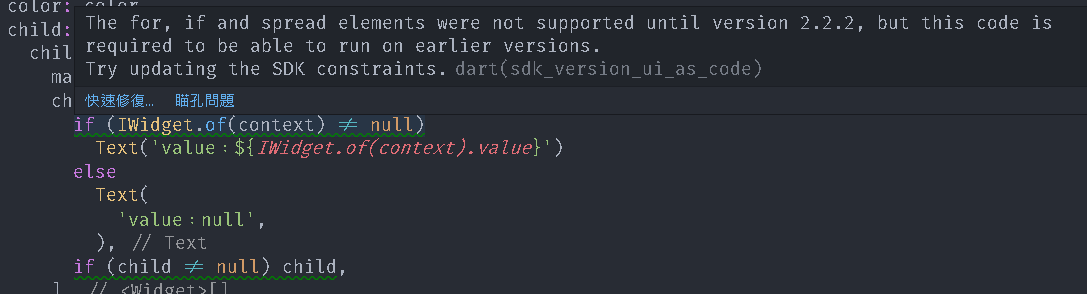 color: color
The for, if and spread elements were not supported until version 2.2.2, but this code is
child:
required to be able to run on earlier versions.
chil
Try updating the SDK constraints. dart(sdk_version_ui_as_code)
ma
ch
快速修復... 瞄孔問題
if (IWidget.of(context) ≠ null)
Text('value：${IWidget.of(context).value}')
else
Text(
'value：null',
), // Text
if (child ≠ null) child,
] // <Widget>[]